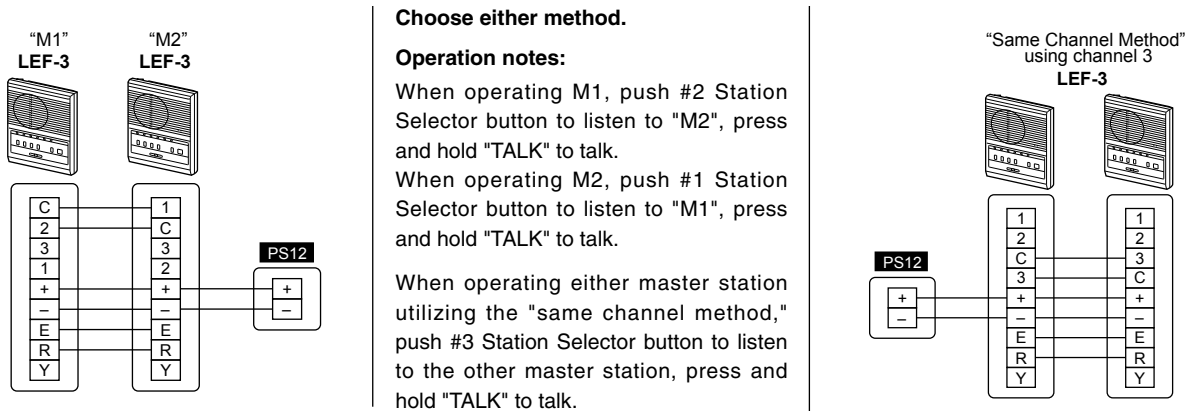 “M1”
LEF-3
“M2”
LEF-3
C
2
3
1
+
–
E
R
Y
1
C
3
2
+
–
E
R
Y
PS12
+
–
Choose either method.
Operation notes:
When operating M1, push #2 Station
Selector button to listen to "M2", press
and hold "TALK" to talk.
When operating M2, push #1 Station
Selector button to listen to "M1", press
and hold "TALK" to talk.
When operating either master station
utilizing the "same channel method,"
push #3 Station Selector button to listen
to the other master station, press and
hold "TALK" to talk.
“Same Channel Method”
using channel 3
LEF-3
PS12
+
–
1
2
C
3
+
–
E
R
Y
1
2
3
C
+
–
E
R
Y